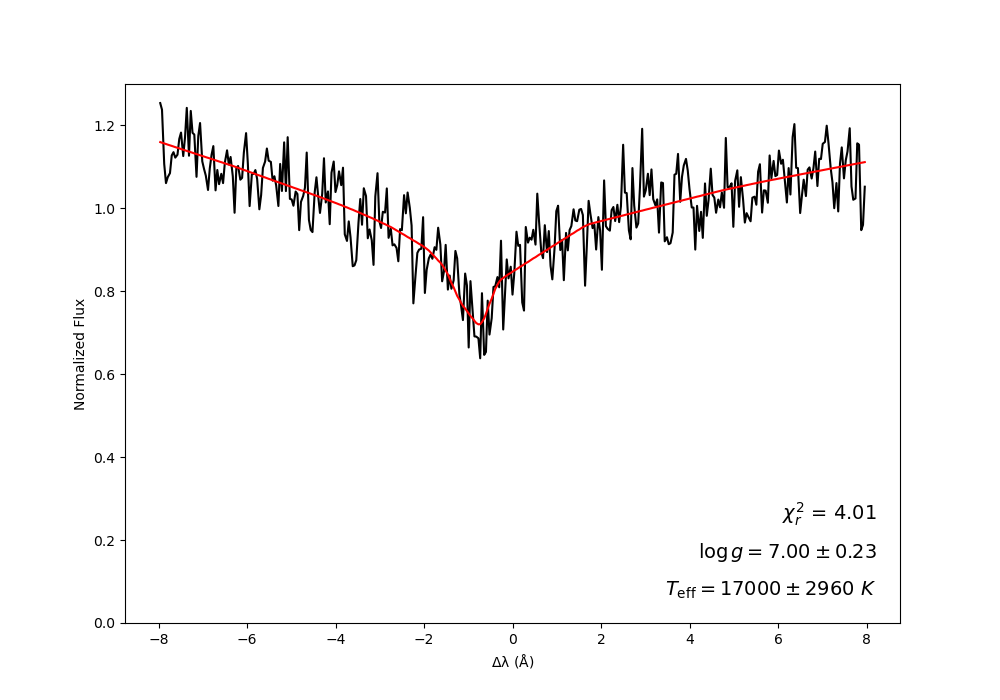 1.2
1.0
0.8
0.6
0.4
0.2
0.0
Normalized Flux
χ²ᵣ = 4.01
log g = 7.00 ± 0.23
T_eff = 17000 ± 2960 K
−8 −6 −4 −2 0 2 4 6 8
Δλ (Å)